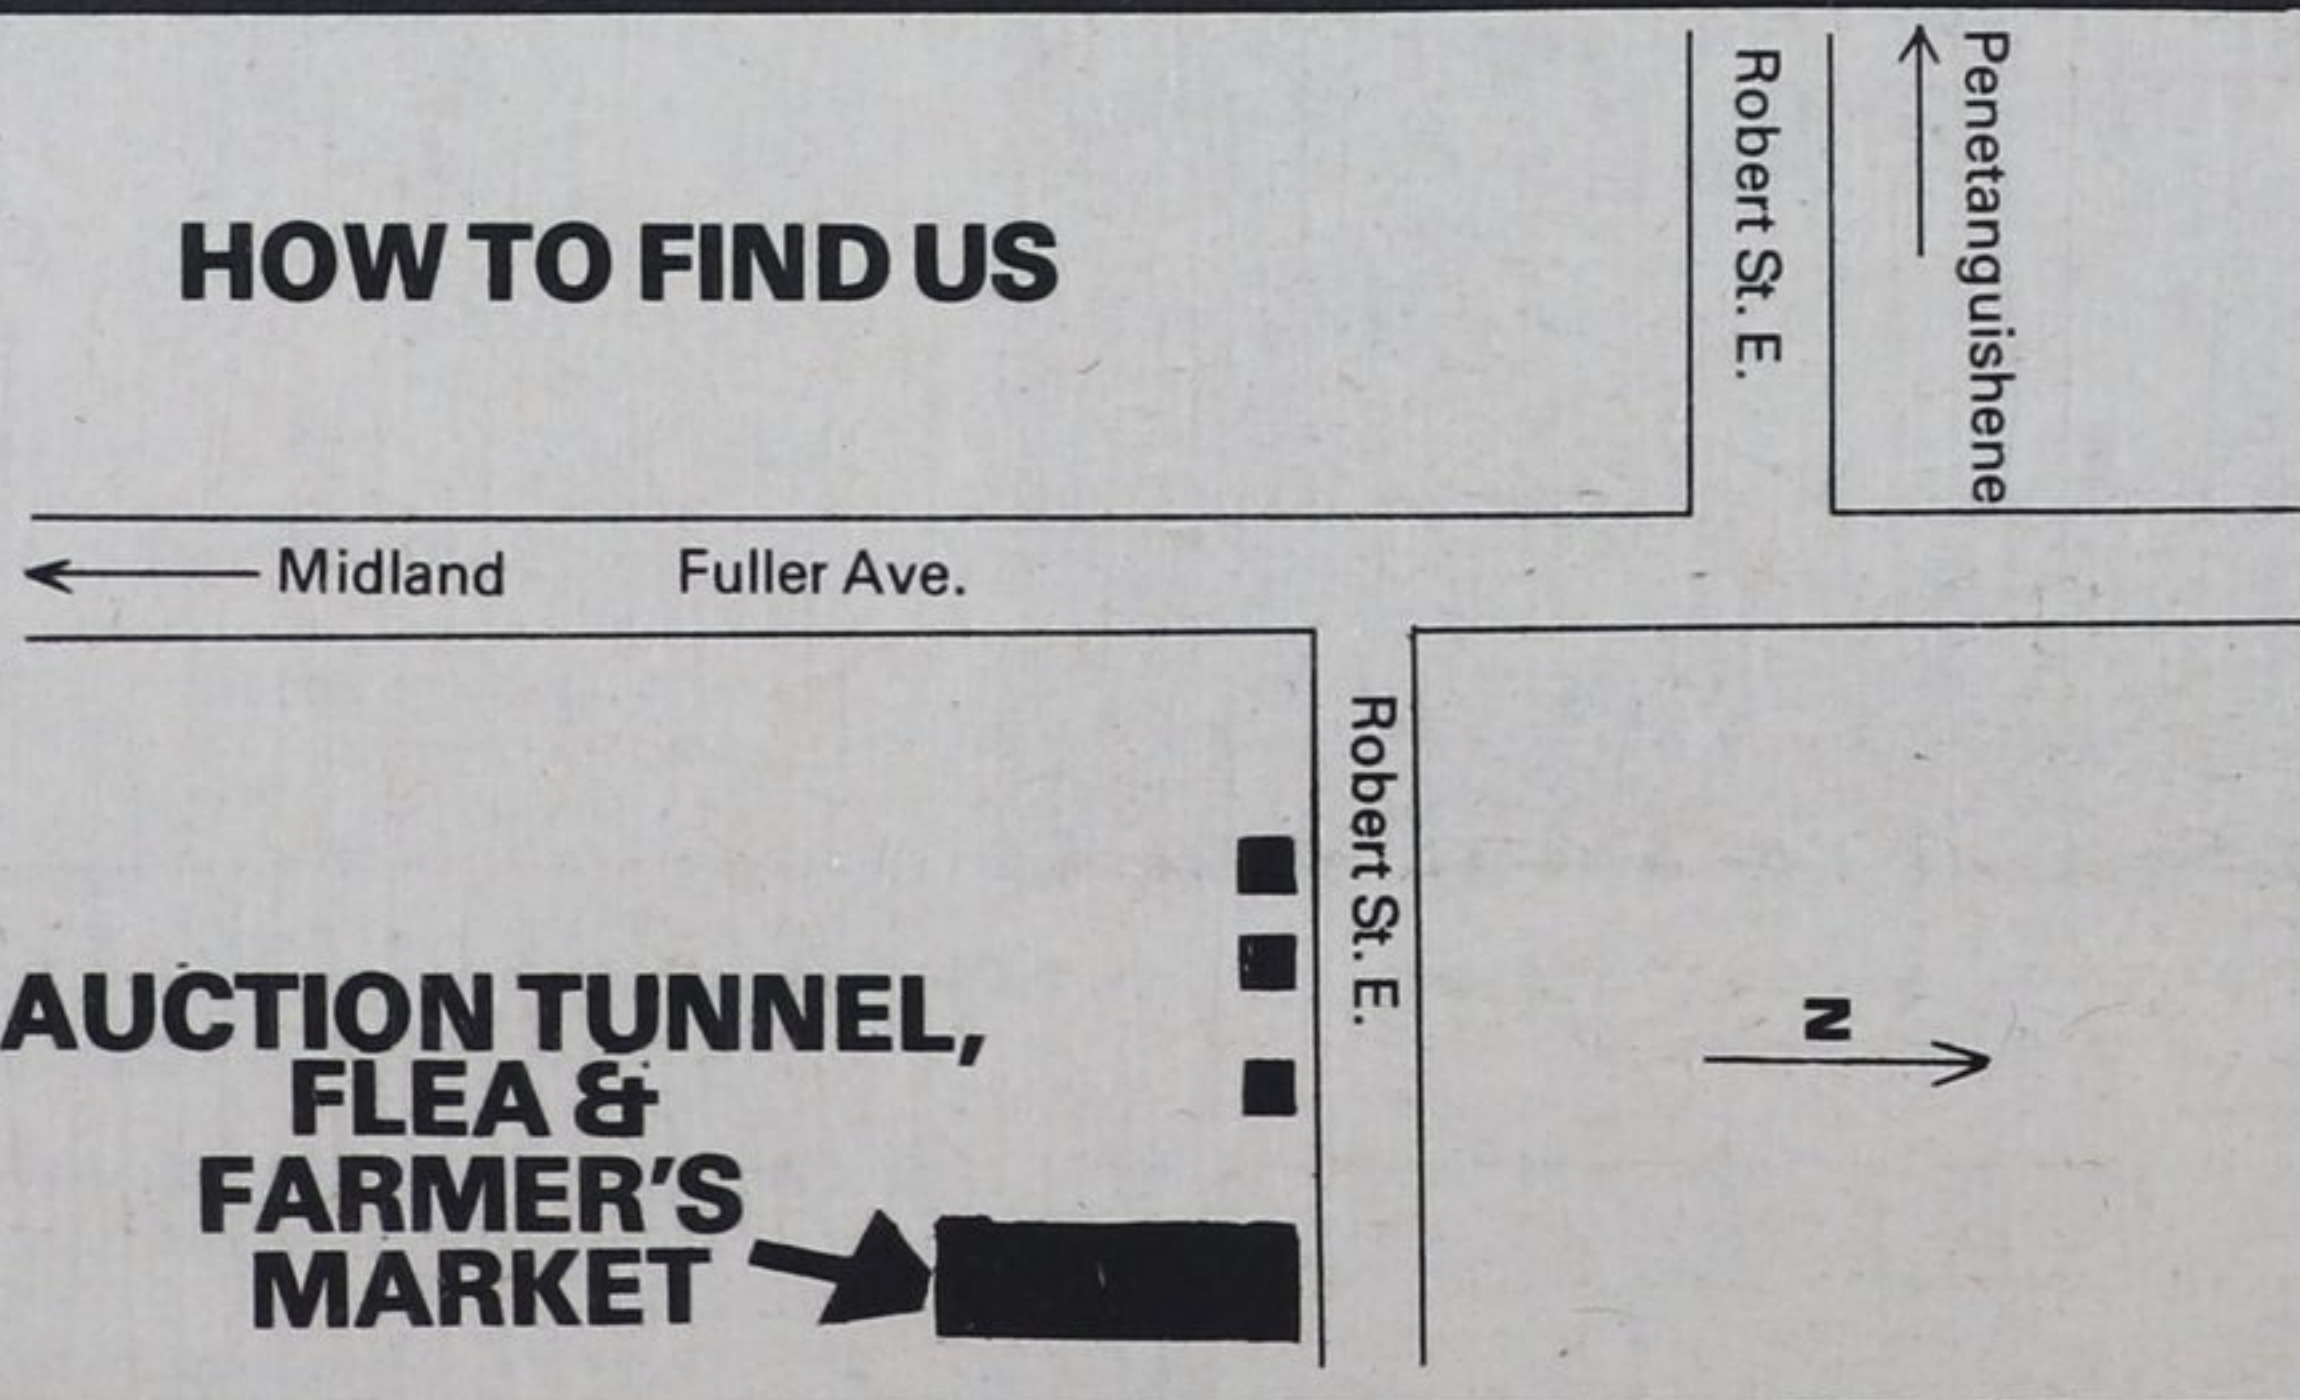 HOW TO FIND US
Robert St. E.
Penetanguishene
Midland
Fuller Ave.
Robert St. E.
AUCTION TUNNEL,
FLEA &
FARMER'S
MARKET
N